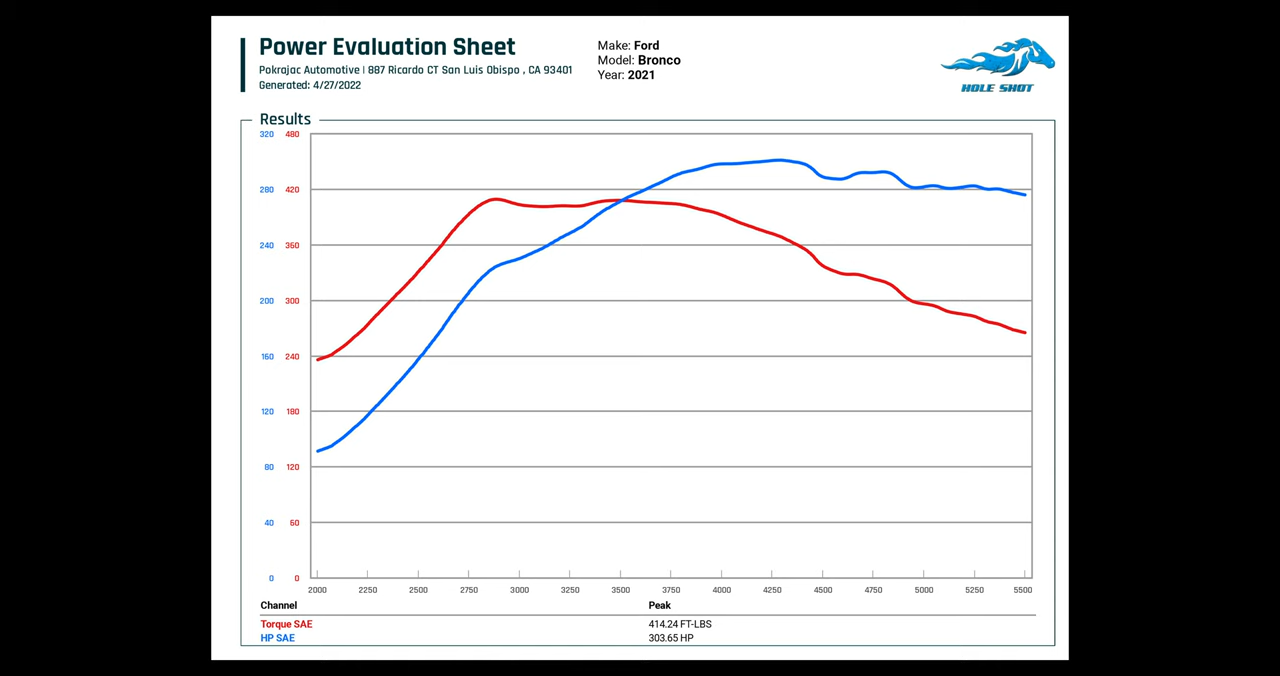 Power Evaluation Sheet
Pokrajac Automotive | 887 Ricardo CT San Luis Obispo , CA 93401
Generated: 4/27/2022
Make: Ford
Model: Bronco
Year: 2021
HOLE SHOT
Results
320 480
280 420
240 360
200 300
160 240
120 180
80 120
40 60
0 0
2000 2250 2500 2750 3000 3250 3500 3750 4000 4250 4500 4750 5000 5250 5500
Channel Peak
Torque SAE 414.24 FT-LBS
HP SAE 303.65 HP